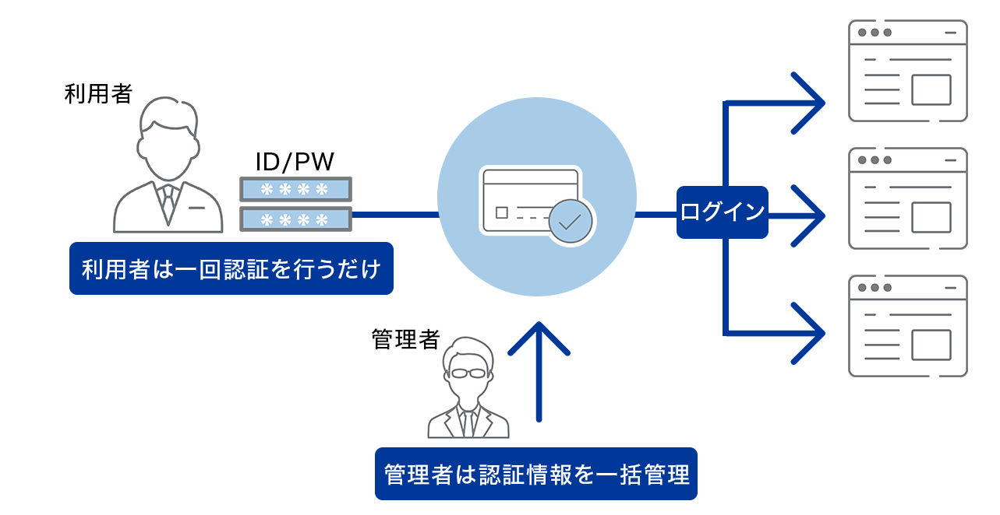 利用者
ID/PW
****
****
利用者は一回認証を行うだけ
ログイン
管理者
管理者は認証情報を一括管理